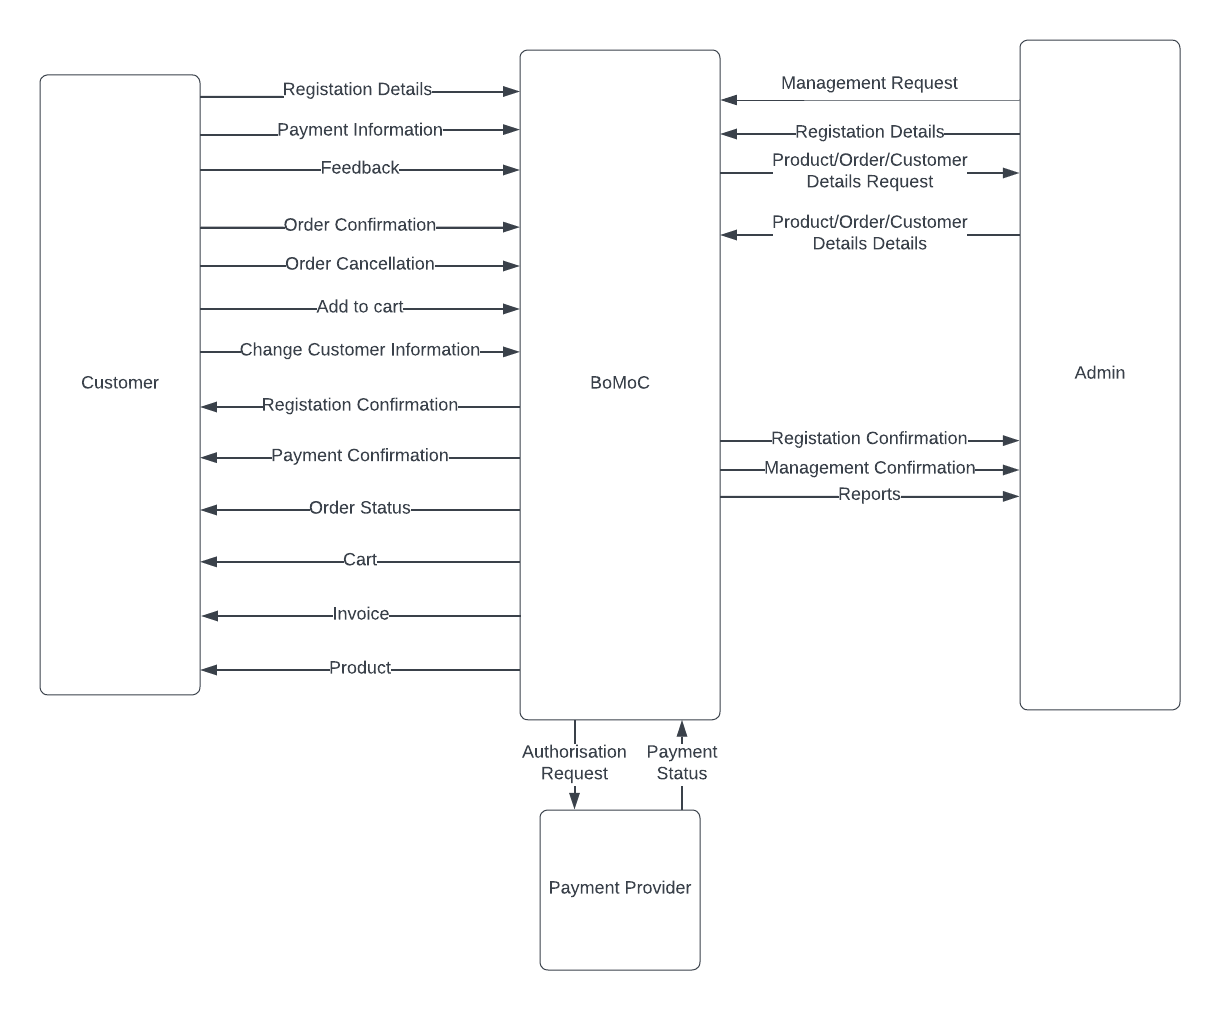 Registation Details
Payment Information
Feedback
Order Confirmation
Order Cancellation
Add to cart
Change Customer Information
Customer
Registation Confirmation
Payment Confirmation
Order Status
Cart
Invoice
Product
BoMoC
Management Request
Registation Details
Product/Order/Customer
Details Request
Product/Order/Customer
Details Details
Admin
Registation Confirmation
Management Confirmation
Reports
Authorisation
Request
Payment
Status
Payment Provider